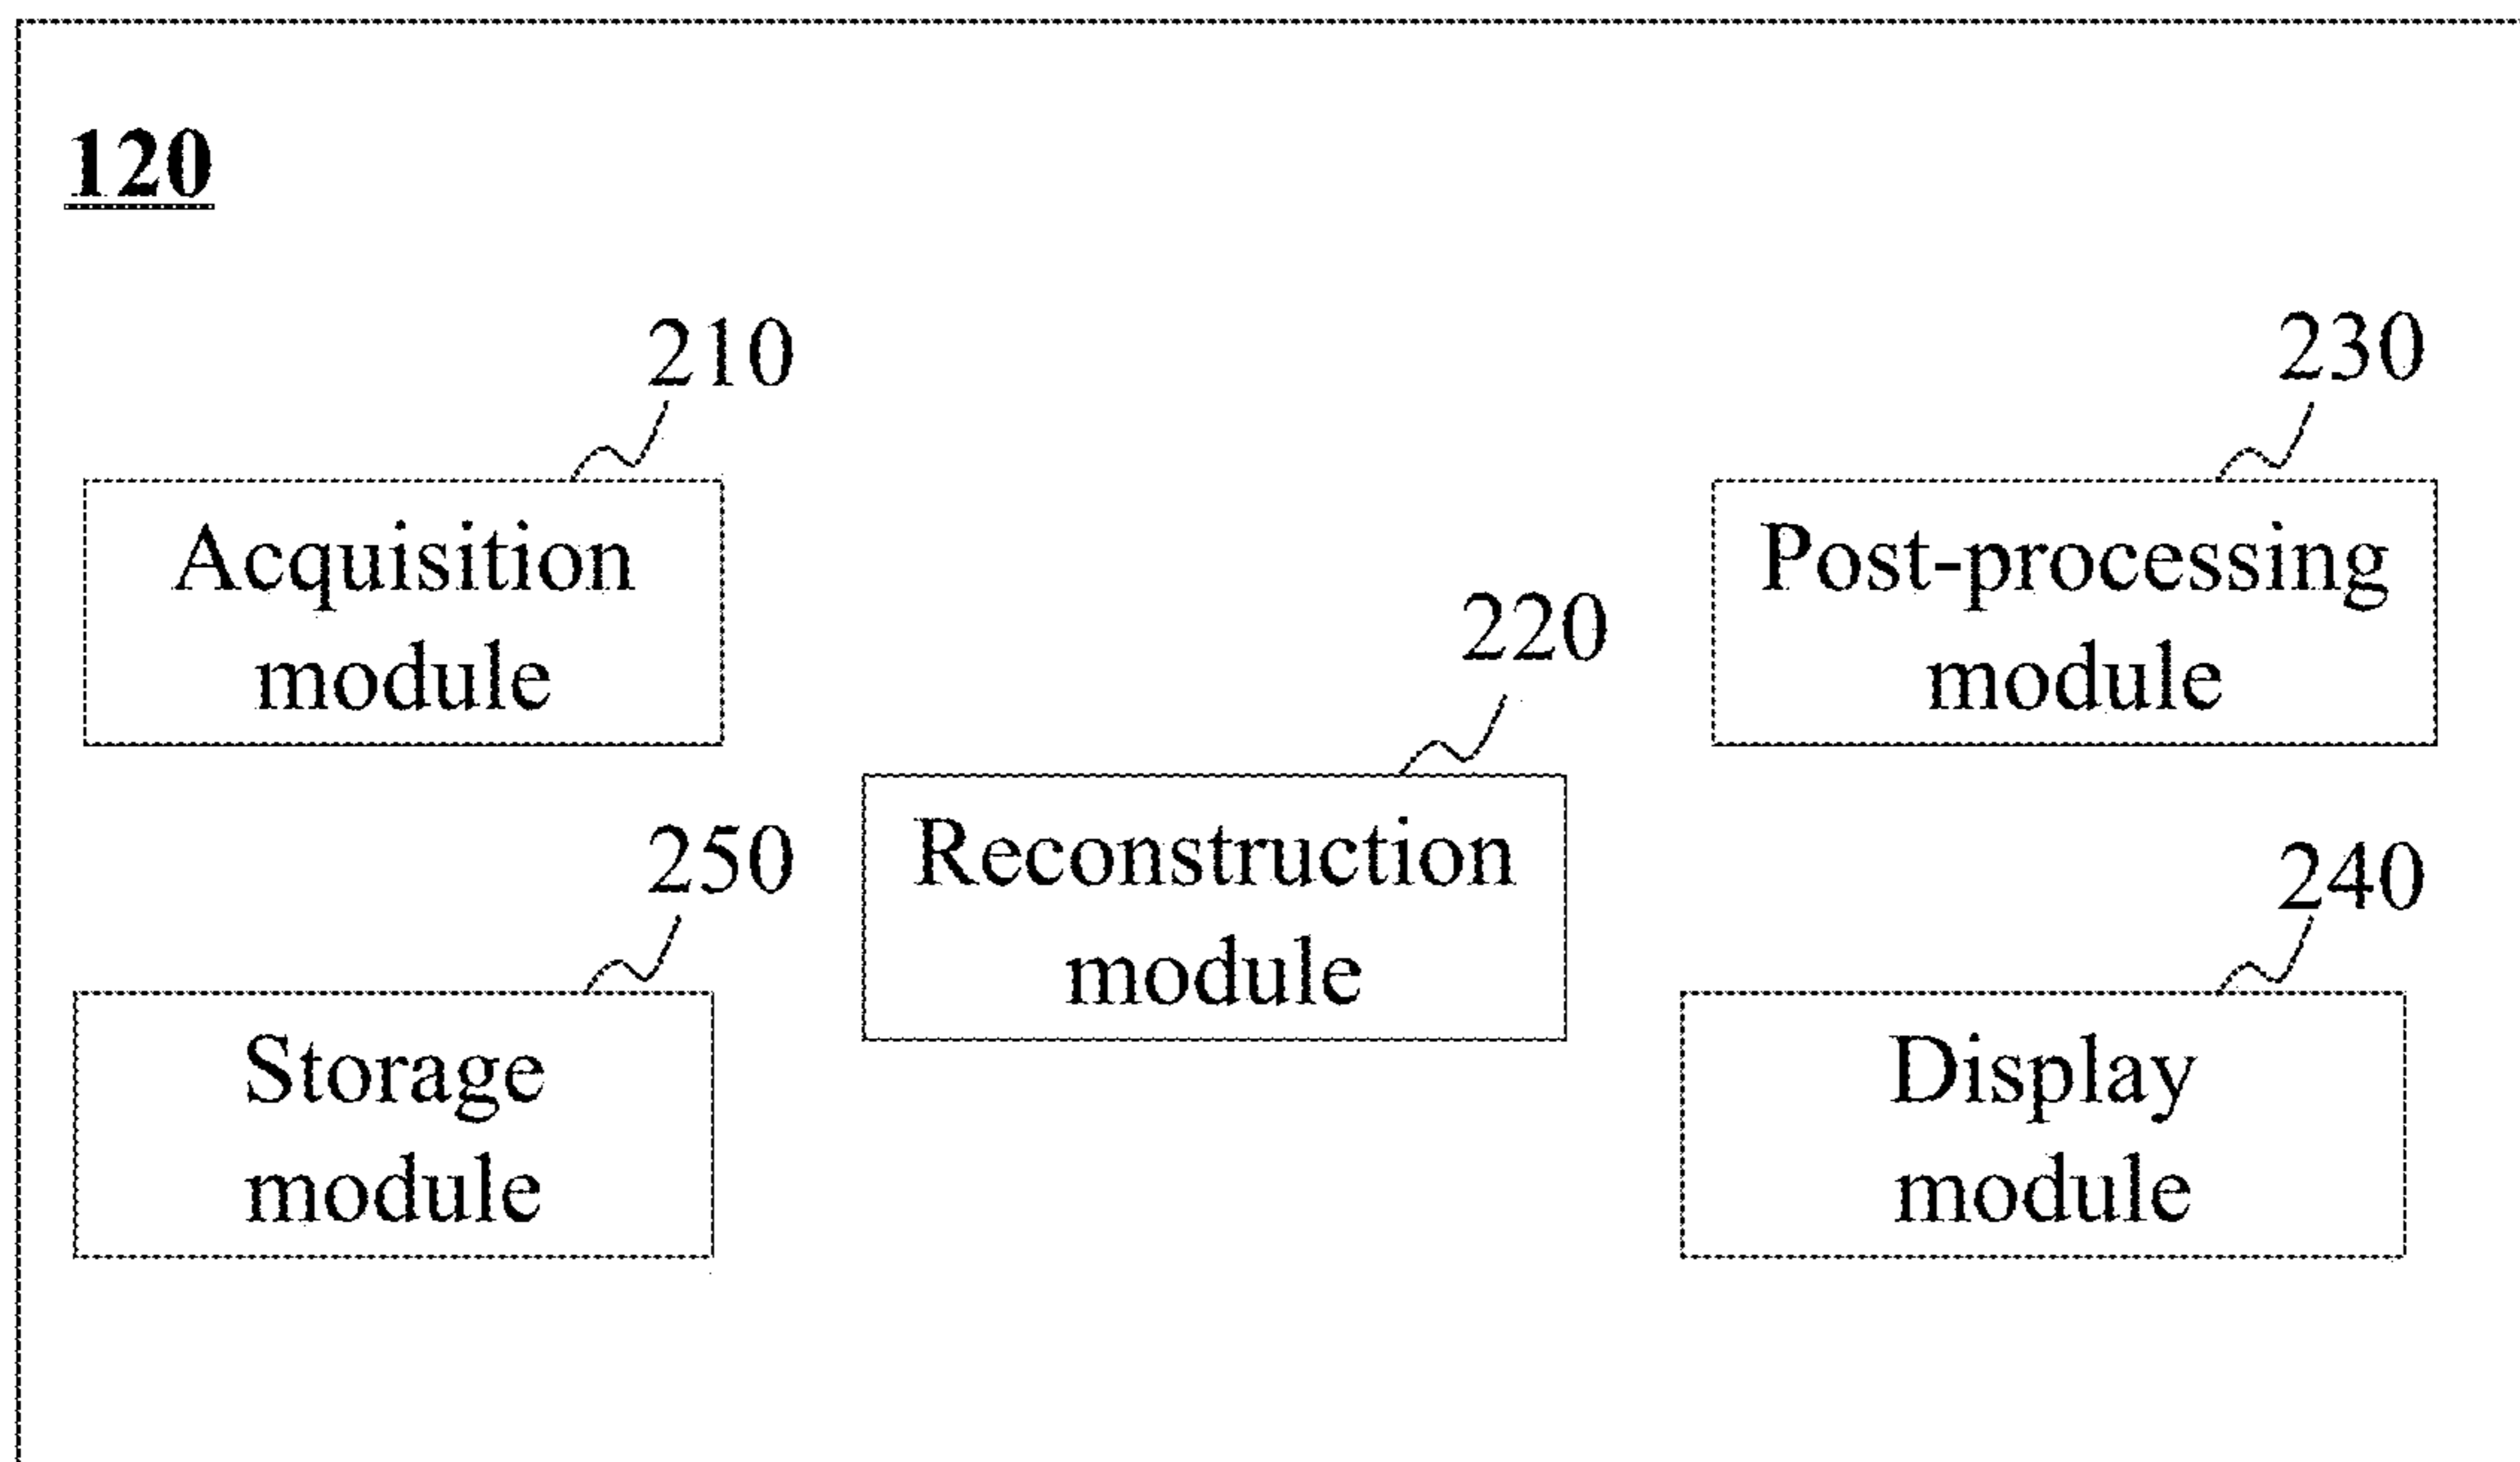 120
210
Acquisition
module
230
Post-processing
module
220
Reconstruction
module
250
Storage
module
240
Display
module